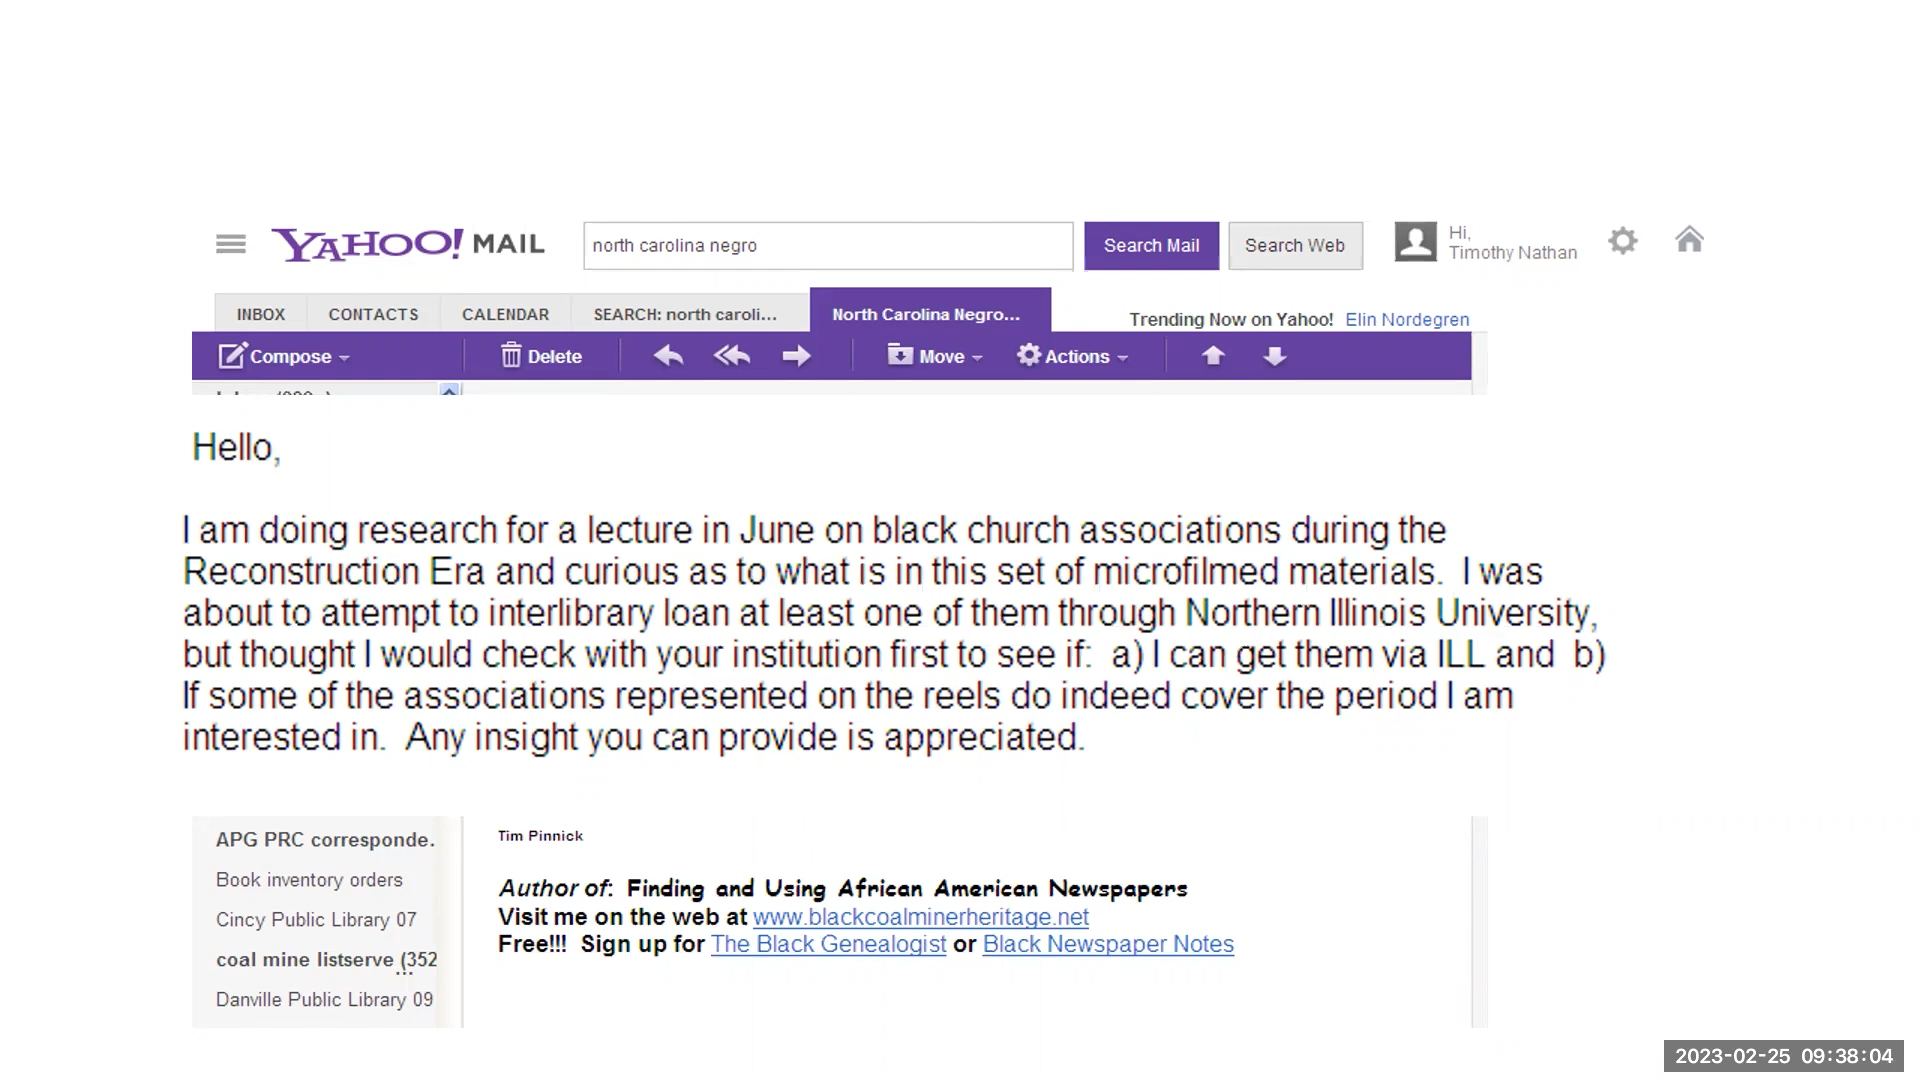 YAHOO! MAIL
north carolina negro
Search Mail
Search Web
Hi,
Timothy Nathan
INBOX
CONTACTS
CALENDAR
SEARCH: north caroli...
North Carolina Negro...
Trending Now on Yahoo! Elin Nordegren
Compose
Delete
Move
Actions
Hello,
I am doing research for a lecture in June on black church associations during the
Reconstruction Era and curious as to what is in this set of microfilmed materials. I was
about to attempt to interlibrary loan at least one of them through Northern Illinois University,
but thought I would check with your institution first to see if: a) I can get them via ILL and b)
If some of the associations represented on the reels do indeed cover the period I am
interested in. Any insight you can provide is appreciated.
APG PRC corresponde.
Book inventory orders
Cincy Public Library 07
coal mine listserve (352
...
Danville Public Library 09
Tim Pinnick
Author of: Finding and Using African American Newspapers
Visit me on the web at www.blackcoalminerheritage.net
Free!!! Sign up for The Black Genealogist or Black Newspaper Notes
2023-02-25 09:38:04